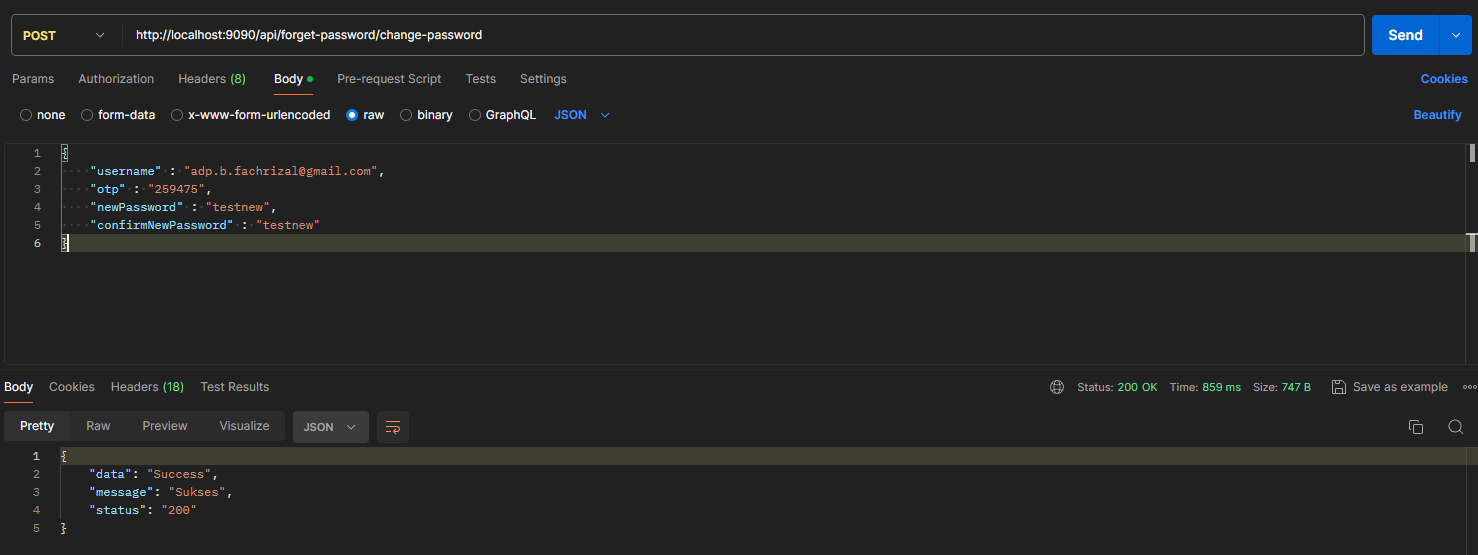 POST http://localhost:9090/api/forget-password/change-password Send
Params Authorization Headers (8) Body Pre-request Script Tests Settings Cookies
none form-data x-www-form-urlencoded raw binary GraphQL JSON Beautify
1 {
2 "username" : "adp.b.fachrizal@gmail.com",
3 "otp" : "259475",
4 "newPassword" : "testnew",
5 "confirmNewPassword" : "testnew"
6 }
Body Cookies Headers (18) Test Results Status: 200 OK Time: 859 ms Size: 747 B Save as example
Pretty Raw Preview Visualize JSON
1 {
2 "data": "Success",
3 "message": "Sukses",
4 "status": "200"
5 }